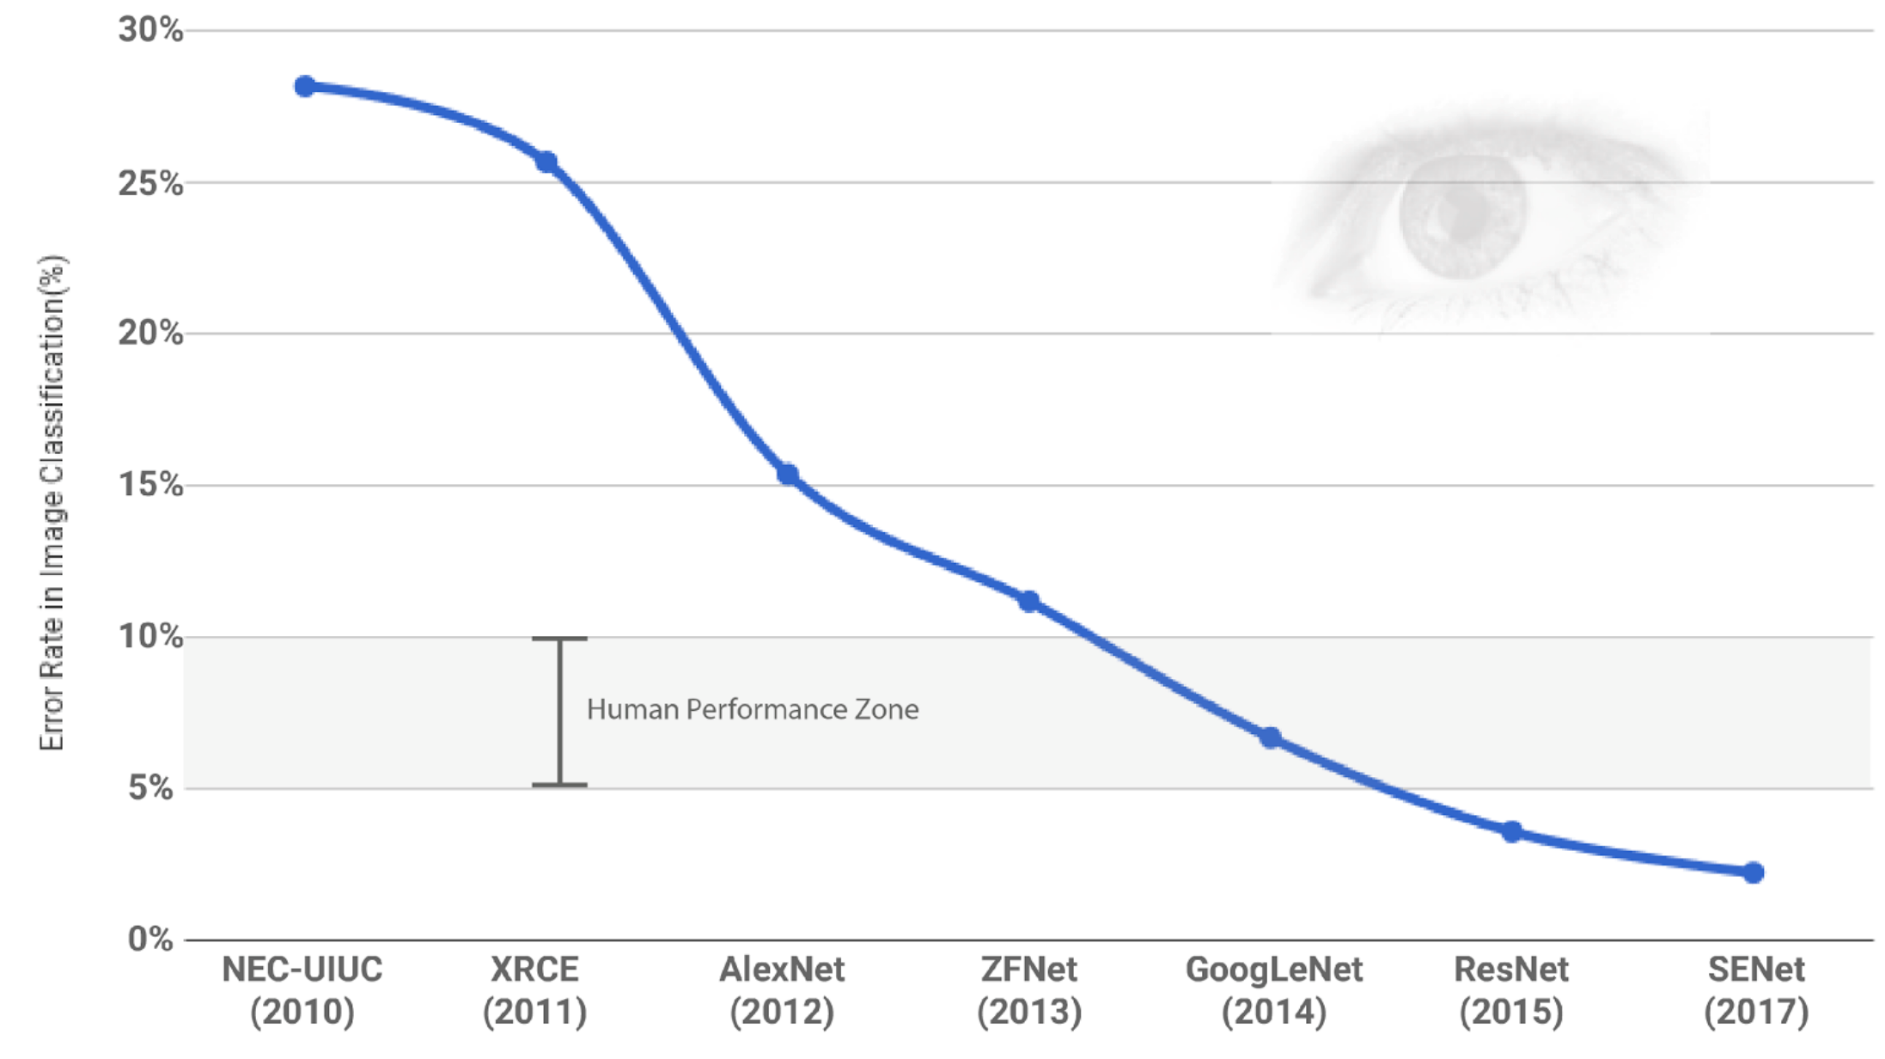 Error Rate in Image Classification(%)
30%
25%
20%
15%
10%
5%
0%
Human Performance Zone
NEC-UIUC
(2010)
XRCE
(2011)
AlexNet
(2012)
ZFNet
(2013)
GoogLeNet
(2014)
ResNet
(2015)
SENet
(2017)